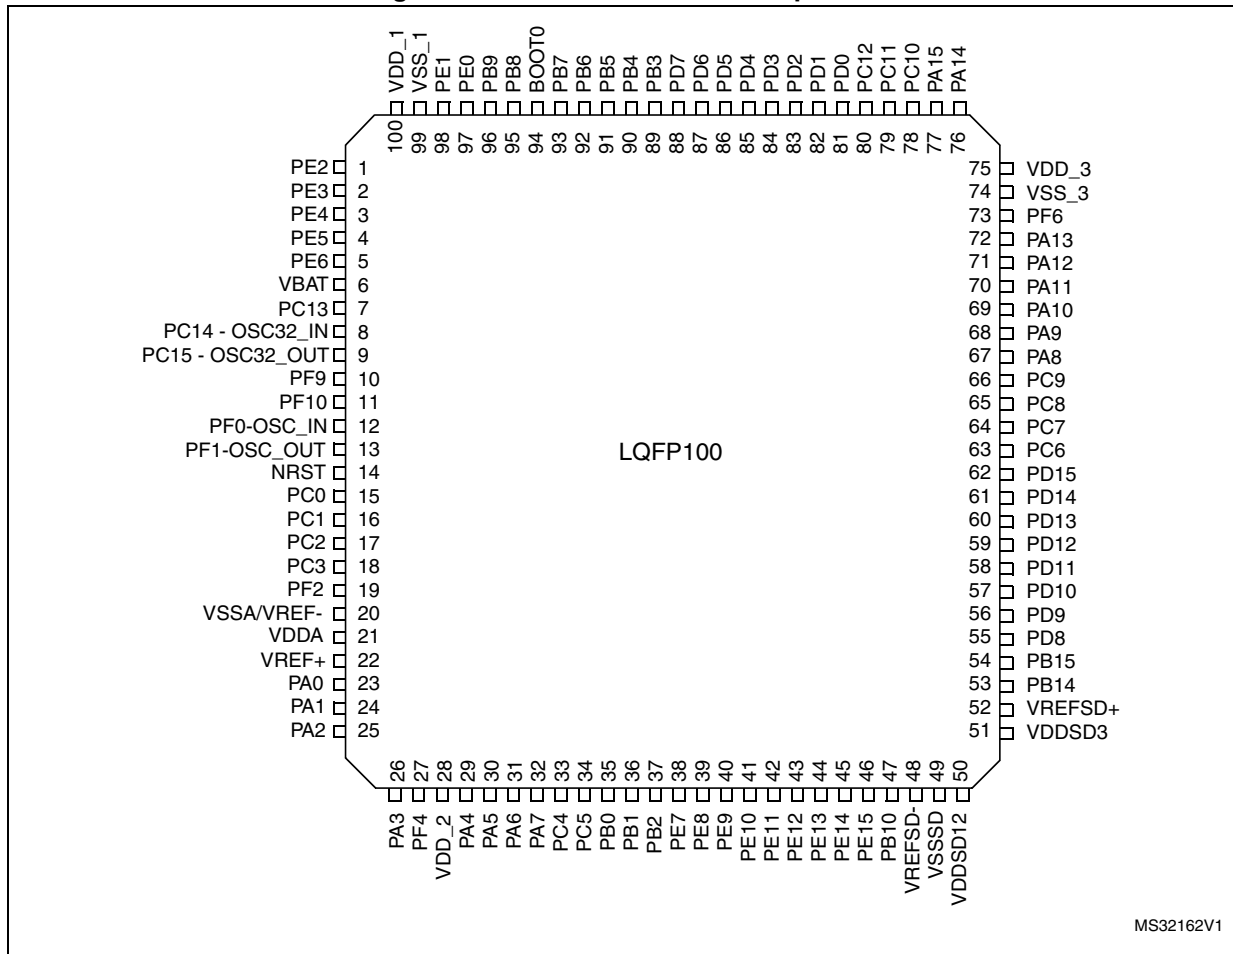 VDD_1
VSS_1
PE1
PE0
PB9
PB8
BOOT0
PB7
PB6
PB5
PB4
PB3
PD7
PD6
PD5
PD4
PD3
PD2
PD1
PD0
PC12
PC11
PC10
PA15
PA14
100
99
98
97
96
95
94
93
92
91
90
89
88
87
86
85
84
83
82
81
80
79
78
77
76
PE2 1
PE3 2
PE4 3
PE5 4
PE6 5
VBAT 6
PC13 7
PC14 - OSC32_IN 8
PC15 - OSC32_OUT 9
PF9 10
PF10 11
PF0-OSC_IN 12
PF1-OSC_OUT 13
NRST 14
PC0 15
PC1 16
PC2 17
PC3 18
PF2 19
VSSA/VREF- 20
VDDA 21
VREF+ 22
PA0 23
PA1 24
PA2 25
LQFP100
75 VDD_3
74 VSS_3
73 PF6
72 PA13
71 PA12
70 PA11
69 PA10
68 PA9
67 PA8
66 PC9
65 PC8
64 PC7
63 PC6
62 PD15
61 PD14
60 PD13
59 PD12
58 PD11
57 PD10
56 PD9
55 PD8
54 PB15
53 PB14
52 VREFSD+
51 VDDSD3
26
27
28
29
30
31
32
33
34
35
36
37
38
39
40
41
42
43
44
45
46
47
48
49
50
PA3
PF4
VDD_2
PA4
PA5
PA6
PA7
PC4
PC5
PB0
PB1
PB2
PE7
PE8
PE9
PE10
PE11
PE12
PE13
PE14
PE15
PB10
VREFSD-
VSSSD
VDDSD12
MS32162V1